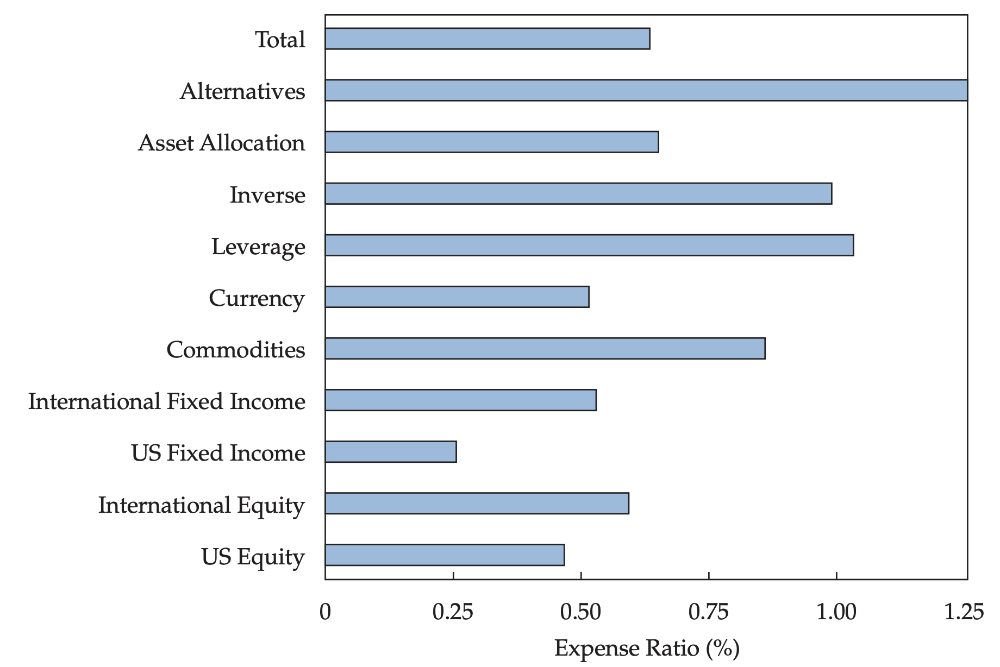 Total
Alternatives
Asset Allocation
Inverse
Leverage
Currency
Commodities
International Fixed Income
US Fixed Income
International Equity
US Equity
0 0.25 0.50 0.75 1.00 1.25
Expense Ratio (%)